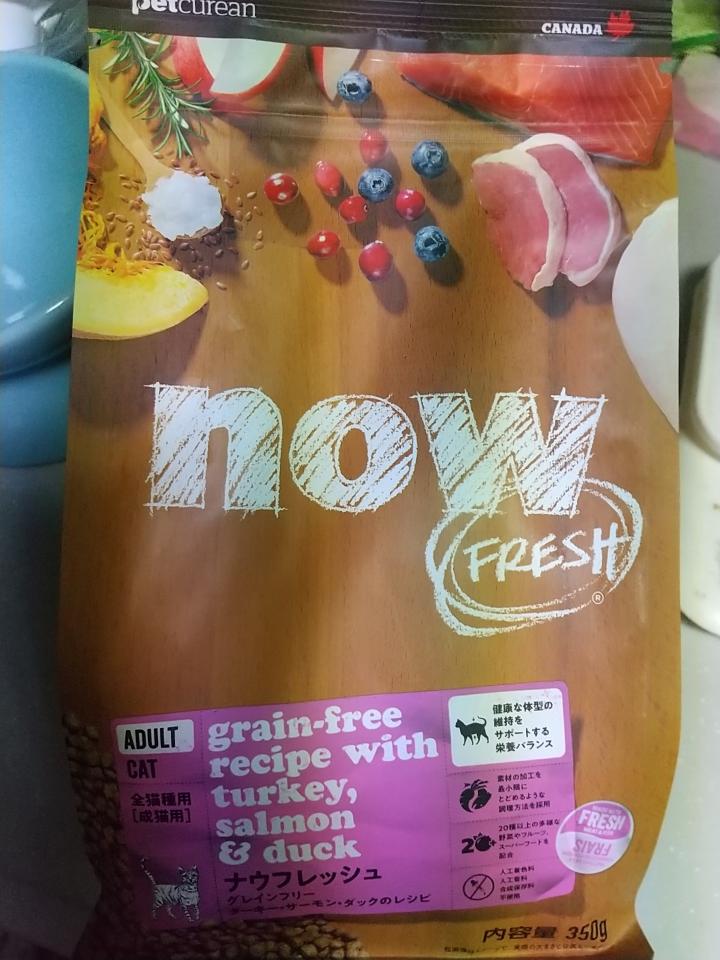 petcurean
CANADA
now
FRESH
®
ADULT
CAT
全猫種用
[成猫用]
grain-free
recipe with
turkey,
salmon
& duck
ナウフレッシュ
グレインフリー
ターキー・サーモン・ダックのレシピ
健康な体型の
維持を
サポートする
栄養バランス
素材の加工を
最小限に
とどめるような
調理方法を採用
20種以上の多様な
野菜やフルーツ、
スーパーフードを
配合
人工着色料
人工香料
合成保存料
不使用
MADE WITH
FRESH
FRAIS
内容量 350g